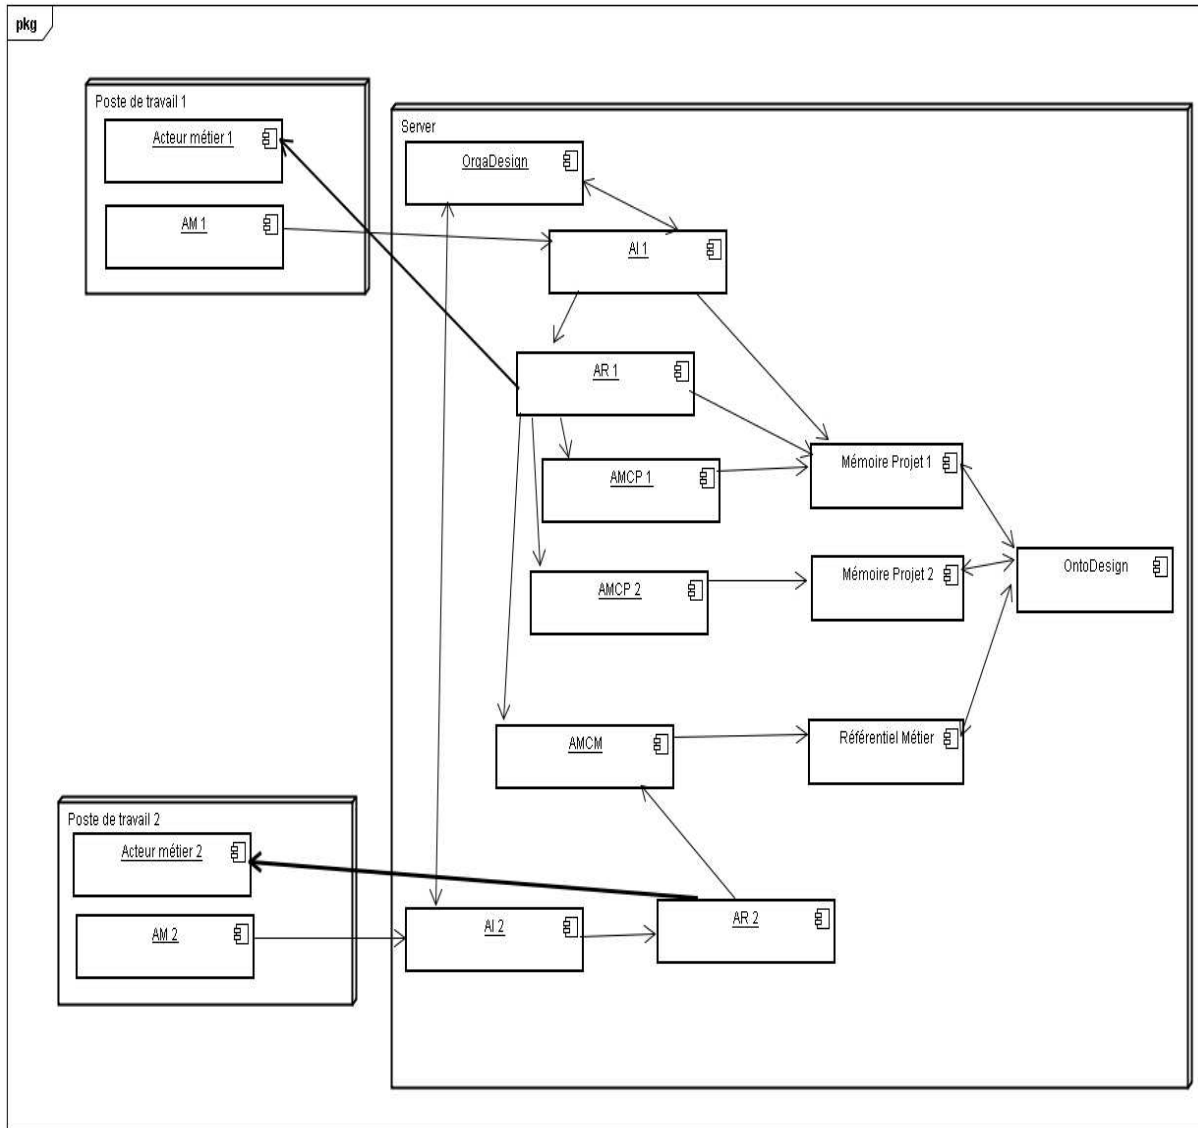 pkg
Poste de travail 1
Acteur métier 1
AM 1
Server
OrgaDesign
AI 1
AR 1
AMCP 1
Mémoire Projet 1
AMCP 2
Mémoire Projet 2
OntoDesign
AMCM
Référentiel Métier
Poste de travail 2
Acteur métier 2
AM 2
AI 2
AR 2